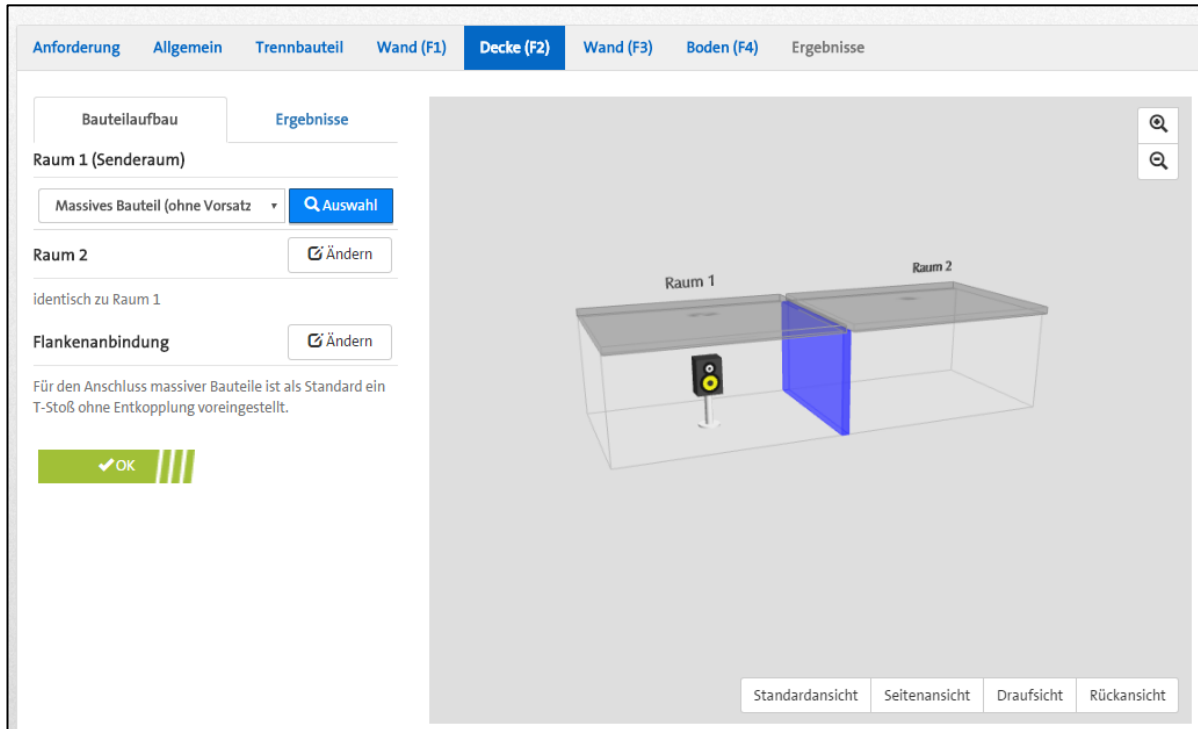 Anforderung Allgemein Trennbauteil Wand (F1) Decke (F2) Wand (F3) Boden (F4) Ergebnisse
Bauteilaufbau Ergebnisse
Raum 1 (Senderaum)
Massives Bauteil (ohne Vorsatz Auswahl
Raum 2 Ändern
identisch zu Raum 1
Flankenanbindung Ändern
Für den Anschluss massiver Bauteile ist als Standard ein
T-Stoß ohne Entkopplung voreingestellt.
OK
Raum 1
Raum 2
Standardansicht Seitenansicht Draufsicht Rückansicht